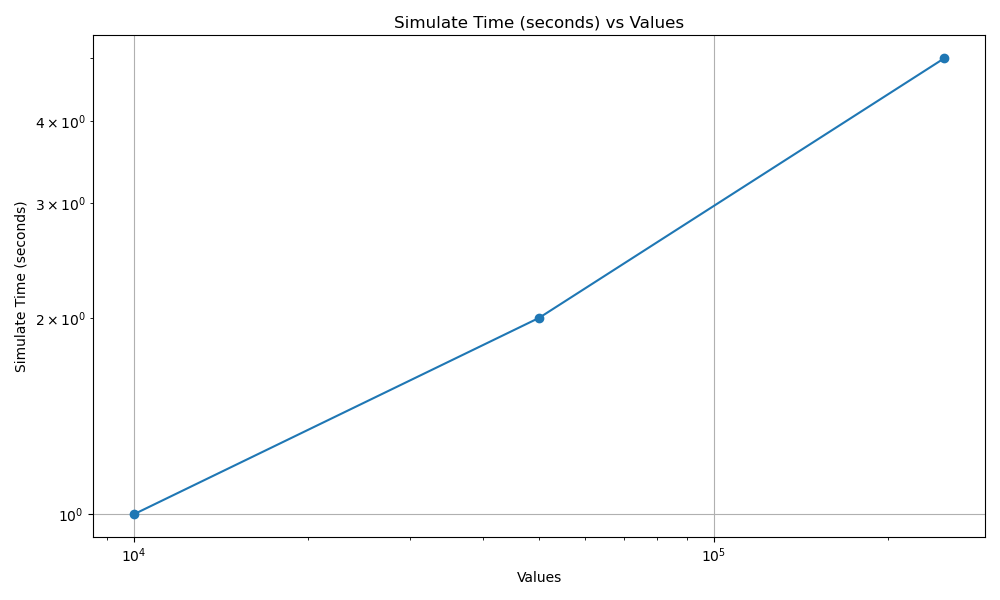 Simulate Time (seconds) vs Values
Simulate Time (seconds)
4 × 10⁰
3 × 10⁰
2 × 10⁰
10⁰
10⁴
10⁵
Values